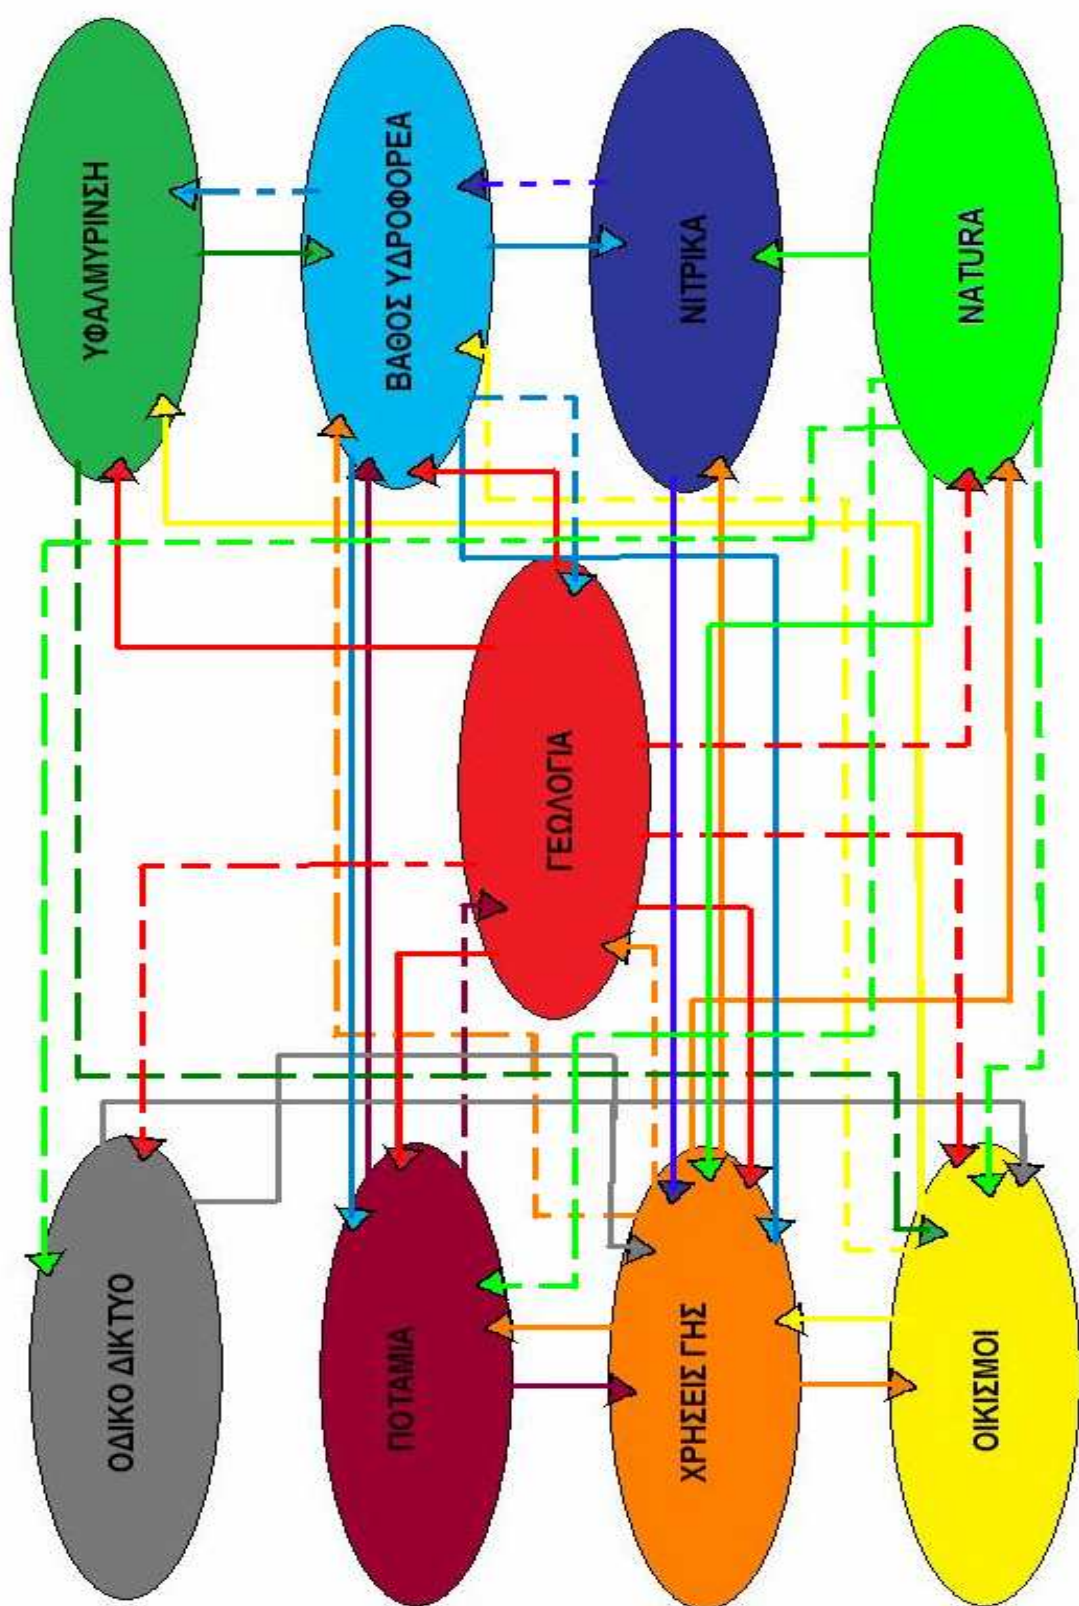 ΟΔΙΚΟ ΔΙΚΤΥΟ
ΥΦΑΛΜΥΡΙΝΣΗ
ΠΟΤΑΜΙΑ
ΒΑΘΟΣ ΥΔΡΟΦΟΡΕΑ
ΓΕΩΛΟΓΙΑ
ΧΡΗΣΕΙΣ ΓΗΣ
ΝΙΤΡΙΚΑ
ΟΙΚΙΣΜΟΙ
NATURA